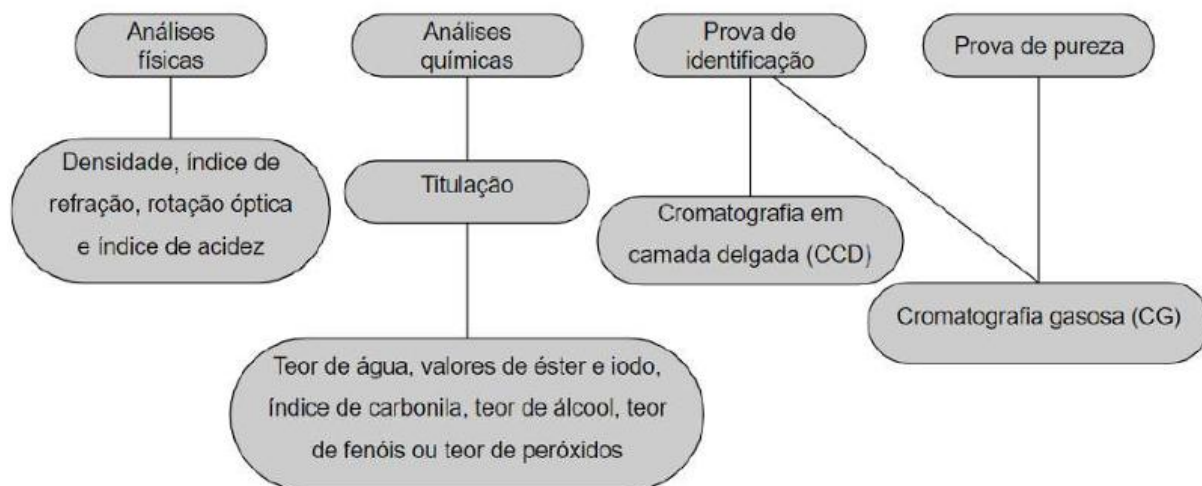 Análises
físicas
Análises
químicas
Prova de
identificação
Prova de pureza
Densidade, índice de
refração, rotação óptica
e índice de acidez
Titulação
Cromatografia em
camada delgada (CCD)
Cromatografia gasosa (CG)
Teor de água, valores de éster e iodo,
índice de carbonila, teor de álcool, teor
de fenóis ou teor de peróxidos